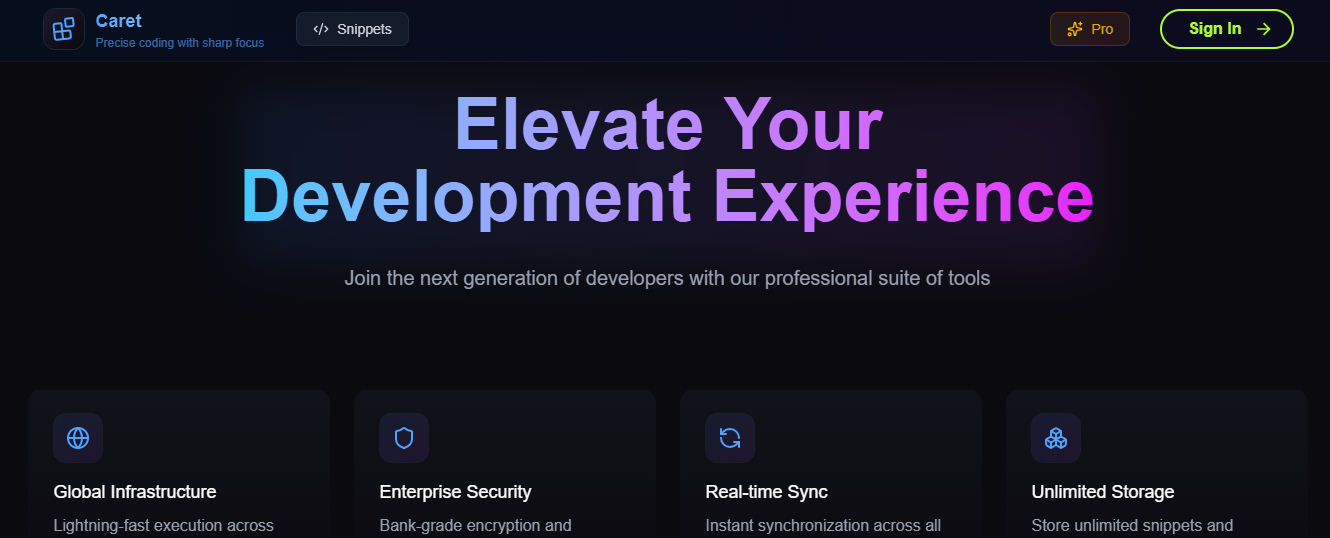 Caret
Precise coding with sharp focus
Snippets
Pro
Sign In
Elevate Your
Development Experience
Join the next generation of developers with our professional suite of tools
Global Infrastructure
Lightning-fast execution across
Enterprise Security
Bank-grade encryption and
Real-time Sync
Instant synchronization across all
Unlimited Storage
Store unlimited snippets and